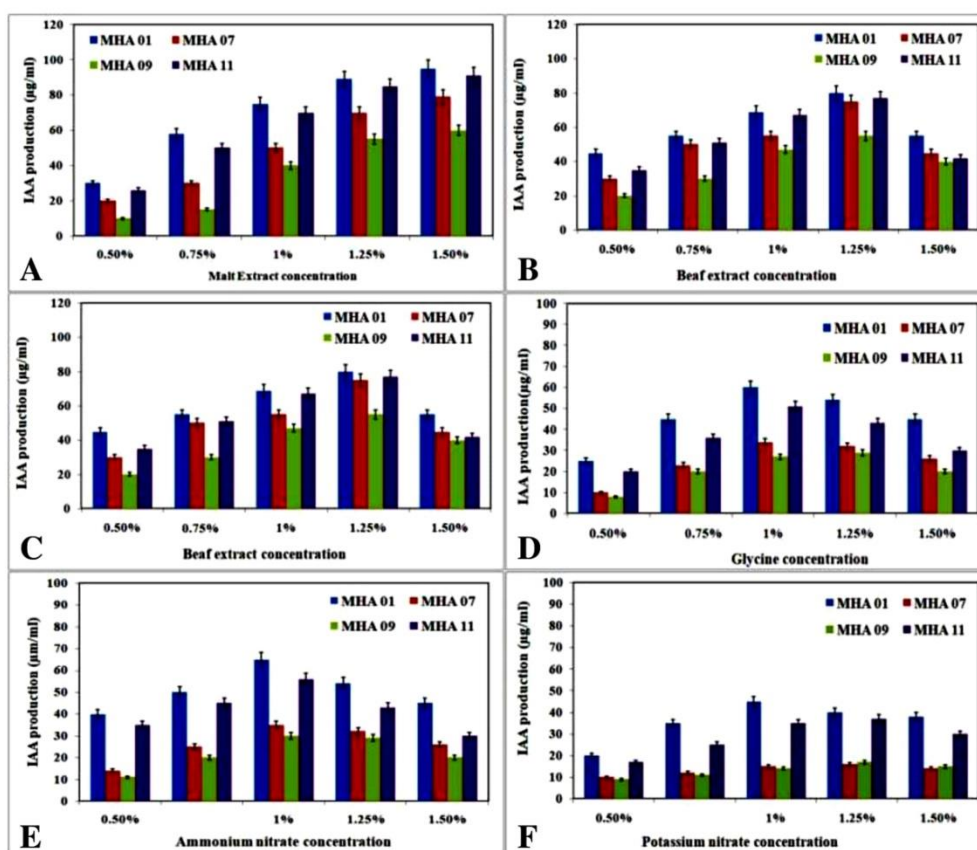 MHA 01 MHA 07
MHA 09 MHA 11
IAA production (µg/ml)
120
100
80
60
40
20
0
0.50% 0.75% 1% 1.25% 1.50%
Malt Extract concentration
A
MHA 01 MHA 07
MHA 09 MHA 11
IAA production (µg/ml)
120
100
80
60
40
20
0
0.50% 0.75% 1% 1.25% 1.50%
Beaf extract concentration
B
MHA 01 MHA 07
MHA 09 MHA 11
IAA production (µg/ml)
120
100
80
60
40
20
0
0.50% 0.75% 1% 1.25% 1.50%
Beaf extract concentration
C
MHA 01 MHA 07
MHA 09 MHA 11
IAA production(µg/ml)
100
90
80
70
60
50
40
30
20
10
0
0.50% 0.75% 1% 1.25% 1.50%
Glycine concentration
D
MHA 01 MHA 07
MHA 09 MHA 11
IAA production (µm/ml)
100
90
80
70
60
50
40
30
20
10
0
0.50% 1% 1.25% 1.50%
Ammonium nitrate concentration
E
MHA 01 MHA 07
MHA 09 MHA 11
IAA production (µg/ml)
100
90
80
70
60
50
40
30
20
10
0
0.50% 1% 1.25% 1.50%
Potassium nitrate concentration
F